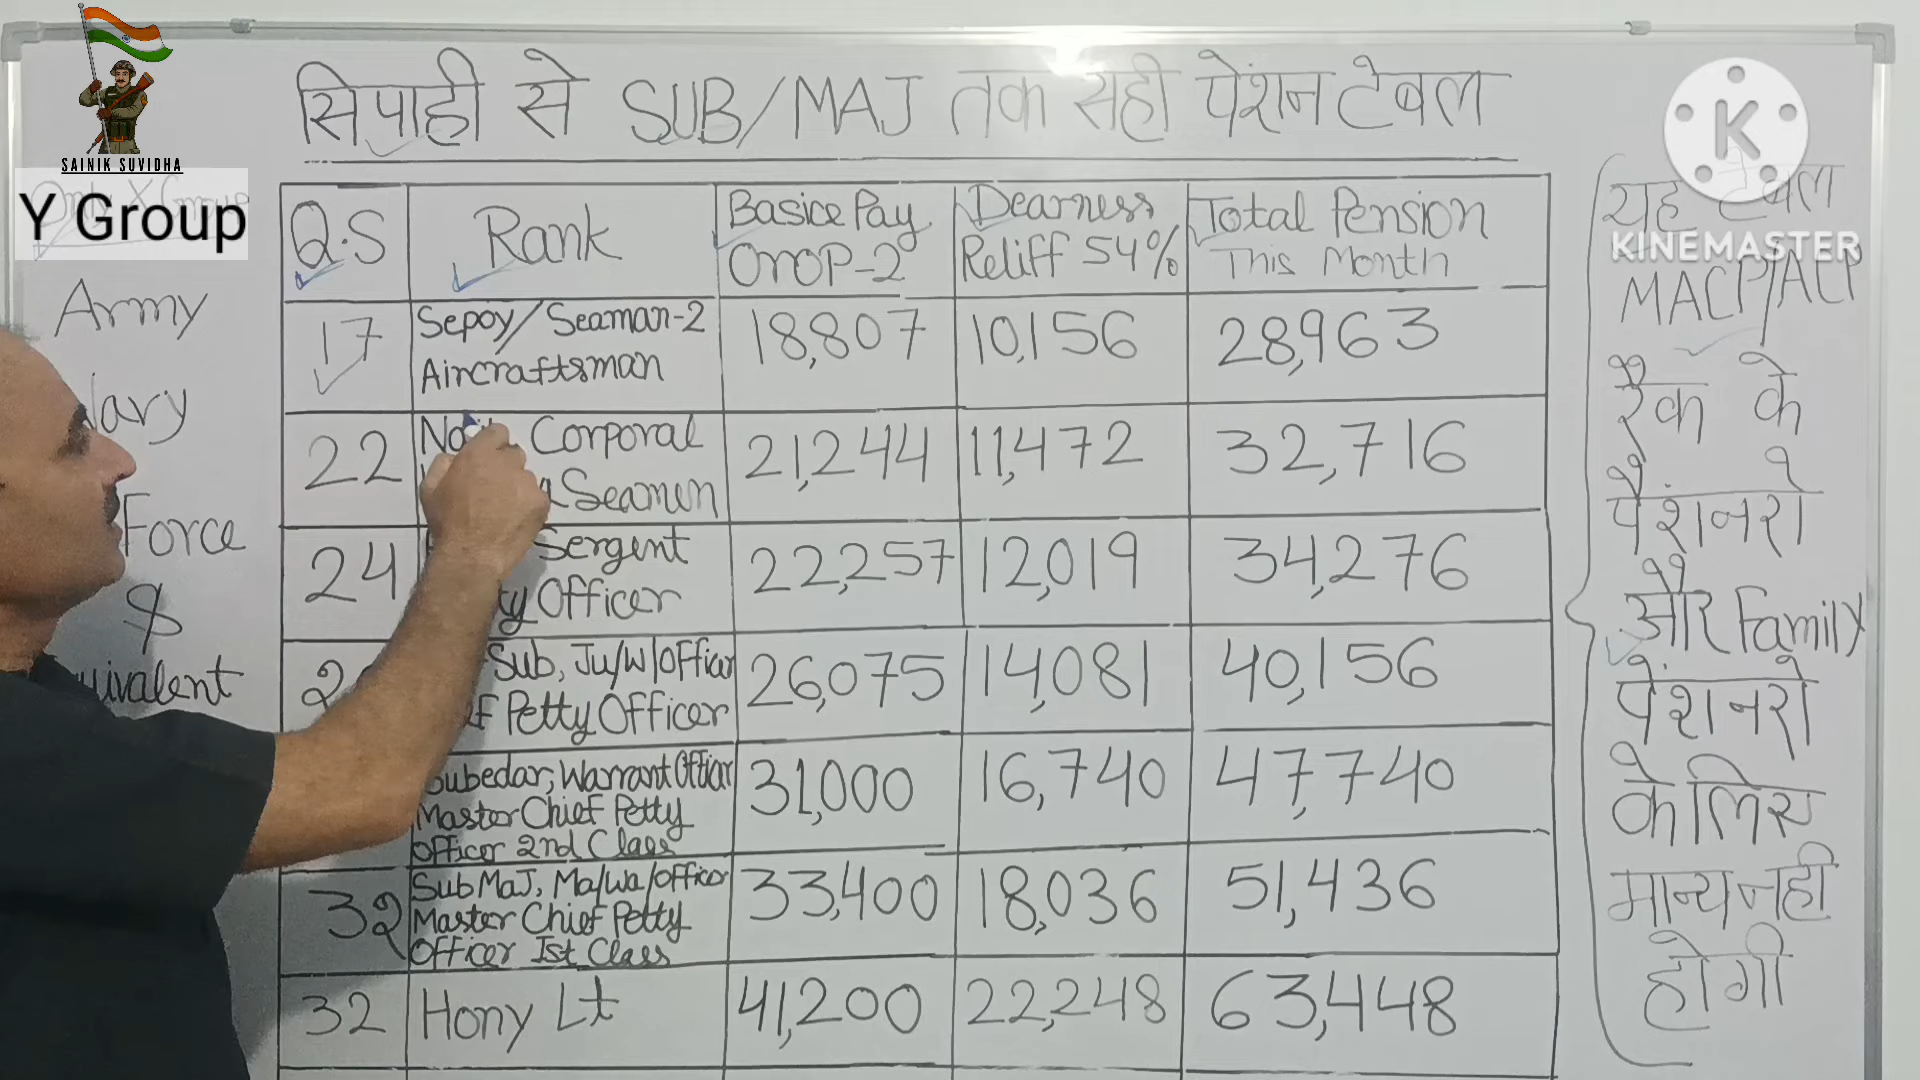 सिपाही से SUB/MAJ तक सही पेंशन टेबल
SAINIK SUVIDHA
Y Group
Army
Navy
Force
$
Q.S
Rank
Basice Pay
OrOP-2
Dearness
Reliff 54%
Total Pension
This Month
17
Sepoy/Seaman-2
Aircraftsman
18,807
10,156
28,963
22
Corporal
Seamen
21,244
11,472
32,716
24
Sergent
Officer
22,257
12,019
34,276
Sub, Ju/W/Officer
Petty Officer
26,075
14,081
40,156
Subedar, Warrant Officer
Master Chief Petty
Officer 2nd Class
31,000
16,740
47,740
32
Sub Maj, Ma/Wa/Officer
Master Chief Petty
Officer Ist Class
33,400
18,036
51,436
32
Hony Lt
41,200
22,248
63,448
यह टेबल
MACP/ACP
रैंक के
पेंशनरों
और Family
पेंशनरों
के लिए
मान्य नहीं
होगी
K
KINEMASTER